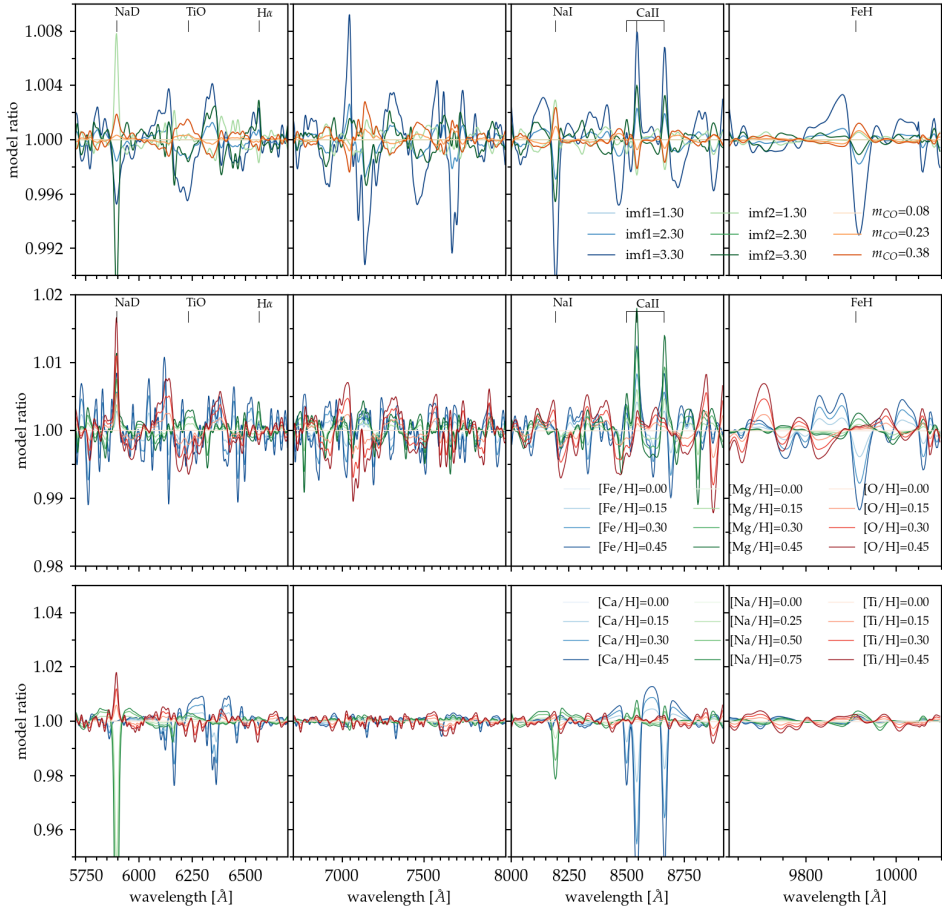 NaD TiO Hα NaI CaII FeH
1.008
1.004
1.000
0.996
0.992
model ratio
imf1=1.30 imf2=1.30 m_CO=0.08
imf1=2.30 imf2=2.30 m_CO=0.23
imf1=3.30 imf2=3.30 m_CO=0.38
NaD TiO Hα NaI CaII FeH
1.02
1.01
1.00
0.99
0.98
model ratio
[Fe/H]=0.00 [Mg/H]=0.00 [O/H]=0.00
[Fe/H]=0.15 [Mg/H]=0.15 [O/H]=0.15
[Fe/H]=0.30 [Mg/H]=0.30 [O/H]=0.30
[Fe/H]=0.45 [Mg/H]=0.45 [O/H]=0.45
1.04
1.02
1.00
0.98
0.96
model ratio
[Ca/H]=0.00 [Na/H]=0.00 [Ti/H]=0.00
[Ca/H]=0.15 [Na/H]=0.25 [Ti/H]=0.15
[Ca/H]=0.30 [Na/H]=0.50 [Ti/H]=0.30
[Ca/H]=0.45 [Na/H]=0.75 [Ti/H]=0.45
5750 6000 6250 6500 7000 7500 8000 8250 8500 8750 9800 10000
wavelength [Å] wavelength [Å] wavelength [Å] wavelength [Å]